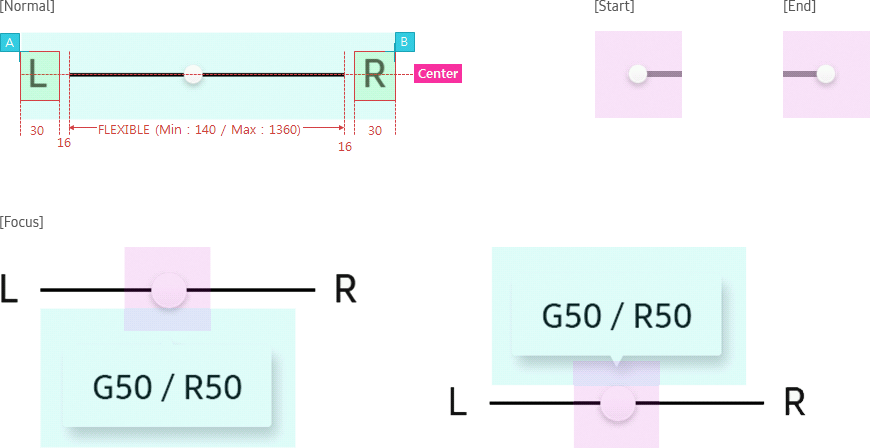 [Normal]
[Start]
[End]
A
B
L
R
Center
30
16
FLEXIBLE (Min : 140 / Max : 1360)
16
30
[Focus]
L
R
G50 / R50
G50 / R50
L
R